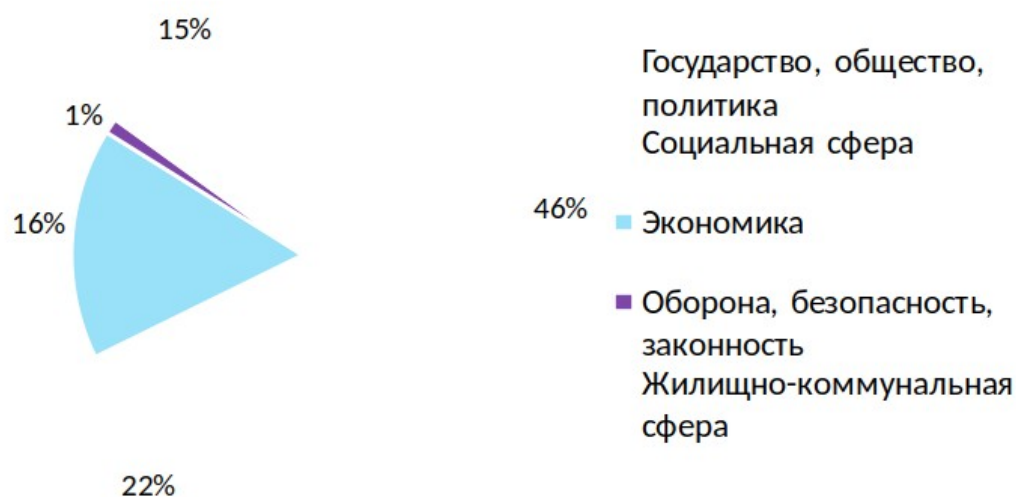 15%
1%
16%
46%
22%
Государство, общество,
политика
Социальная сфера
Экономика
Оборона, безопасность,
законность
Жилищно-коммунальная
сфера